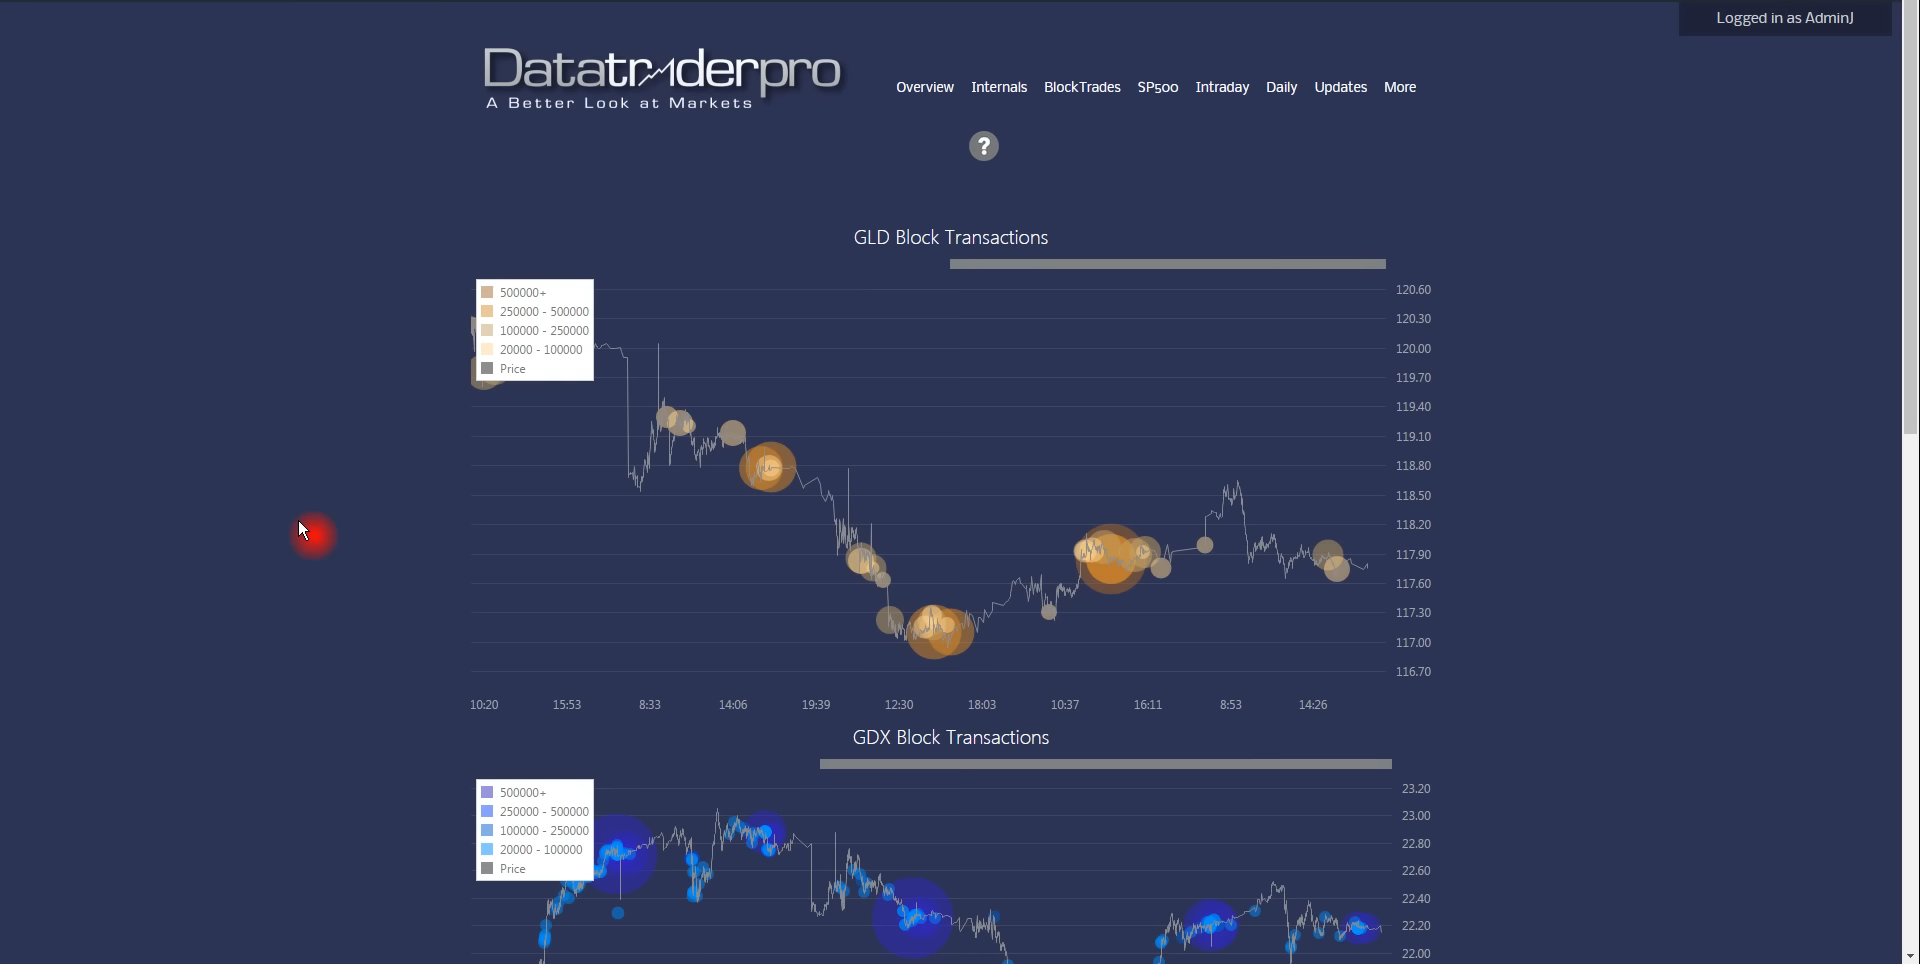 Logged in as AdminJ
Datatraderpro
A Better Look at Markets
Overview Internals BlockTrades SP500 Intraday Daily Updates More
?
GLD Block Transactions
500000+
250000 - 500000
100000 - 250000
20000 - 100000
Price
120.60
120.30
120.00
119.70
119.40
119.10
118.80
118.50
118.20
117.90
117.60
117.30
117.00
116.70
10:20 15:53 8:33 14:06 19:39 12:30 18:03 10:37 16:11 8:53 14:26
GDX Block Transactions
500000+
250000 - 500000
100000 - 250000
20000 - 100000
Price
23.20
23.00
22.80
22.60
22.40
22.20
22.00